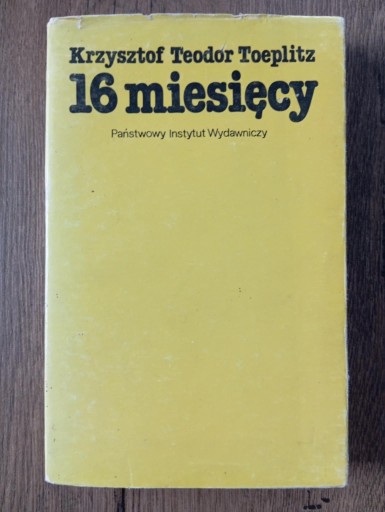 Krzysztof Teodor Toeplitz
16 miesięcy
Państwowy Instytut Wydawniczy